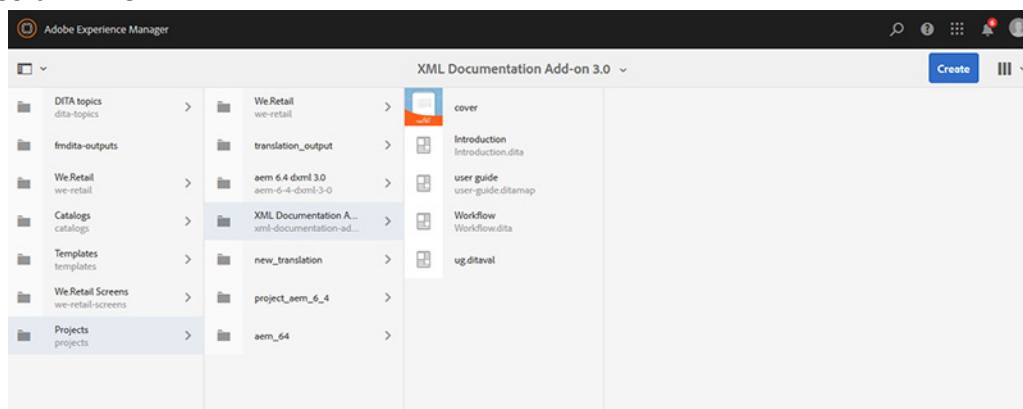 Adobe Experience Manager
6
XML Documentation Add-on 3.0
Create
DITA topics
dita-topics
fmdita-outputs
We.Retail
we-retail
Catalogs
catalogs
Templates
templates
We.Retail Screens
we-retail-screens
Projects
projects
We.Retail
we-retail
translation_output
aem 6.4 dxml 3.0
aem-6-4-dxml-3-0
XML Documentation A...
xml-documentation-ad...
new_translation
project_aem_6_4
aem_64
cover
Introduction
Introduction.dita
user guide
user-guide.ditamap
Workflow
Workflow.dita
ug.ditaval